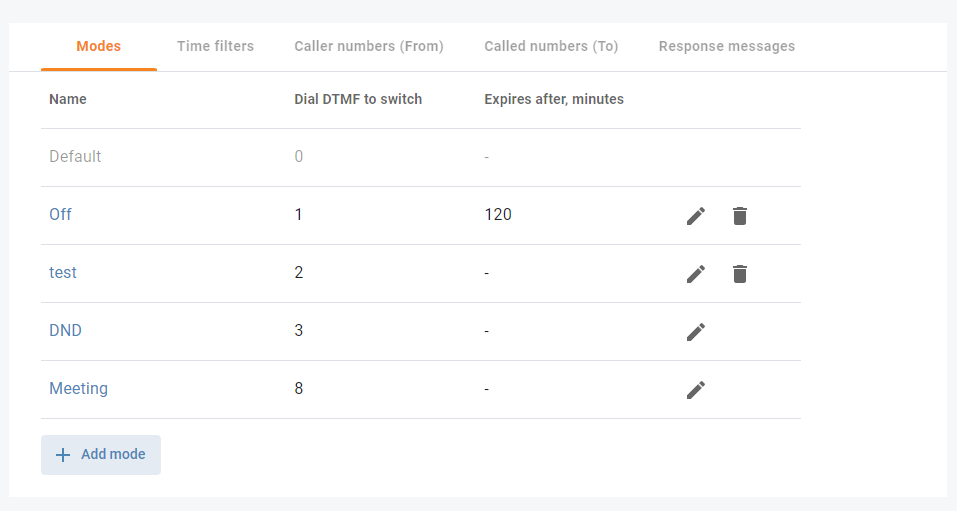 Modes Time filters Caller numbers (From) Called numbers (To) Response messages
Name Dial DTMF to switch Expires after, minutes
Default 0 -
Off 1 120
test 2 -
DND 3 -
Meeting 8 -
Add mode